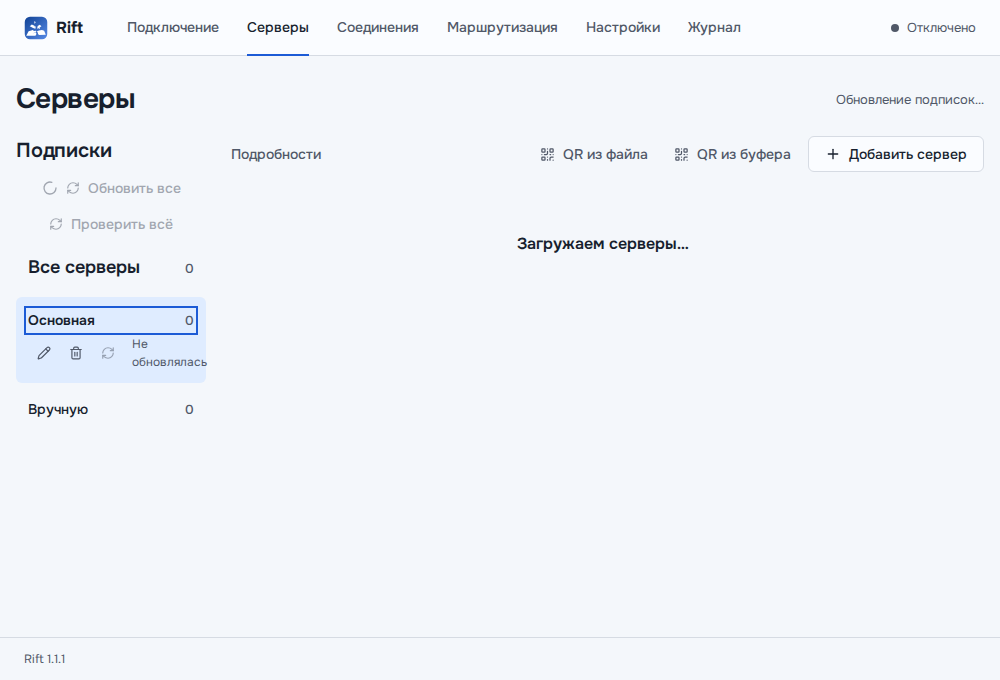 Rift
Подключение
Серверы
Соединения
Маршрутизация
Настройки
Журнал
Отключено
Серверы
Обновление подписок...
Подписки
Подробности
QR из файла
QR из буфера
Добавить сервер
Обновить все
Проверить всё
Все серверы 0
Загружаем серверы...
Основная 0
Не
обновлялась
Вручную 0
Rift 1.1.1